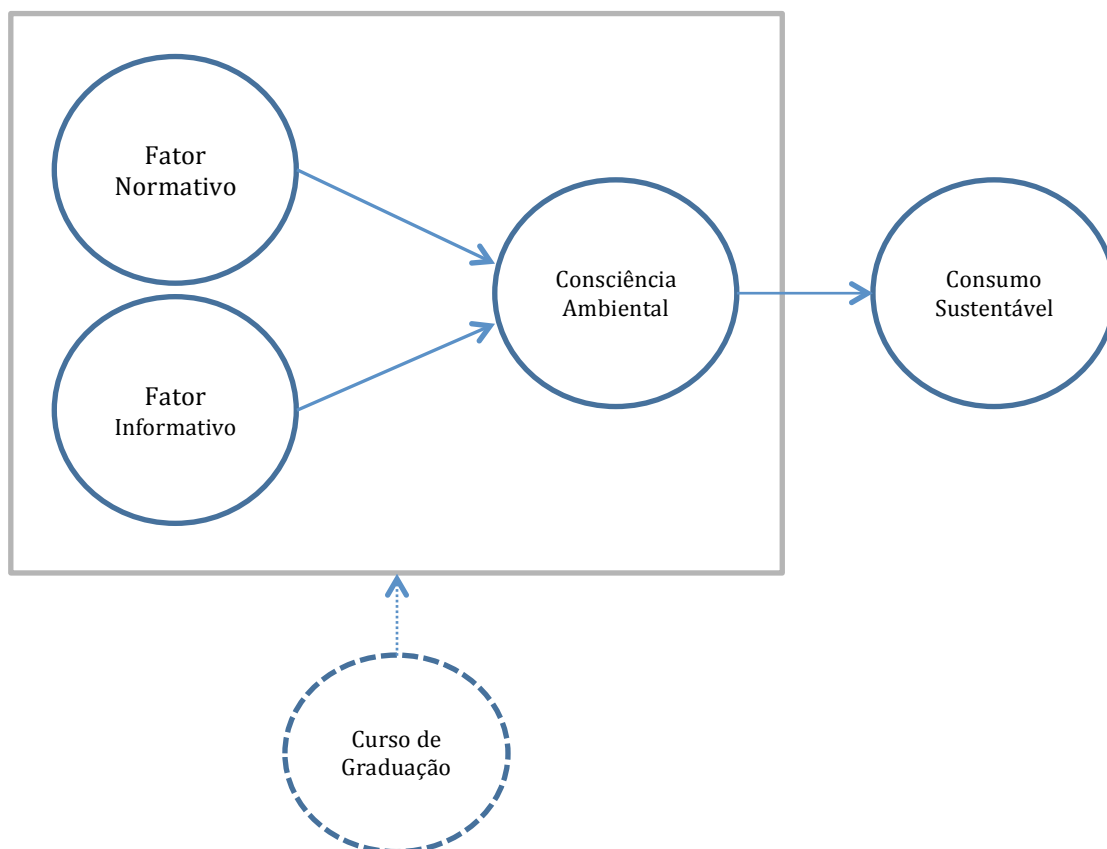 Fator
Normativo
Consciência
Ambiental
Consumo
Sustentável
Fator
Informativo
Curso de
Graduação